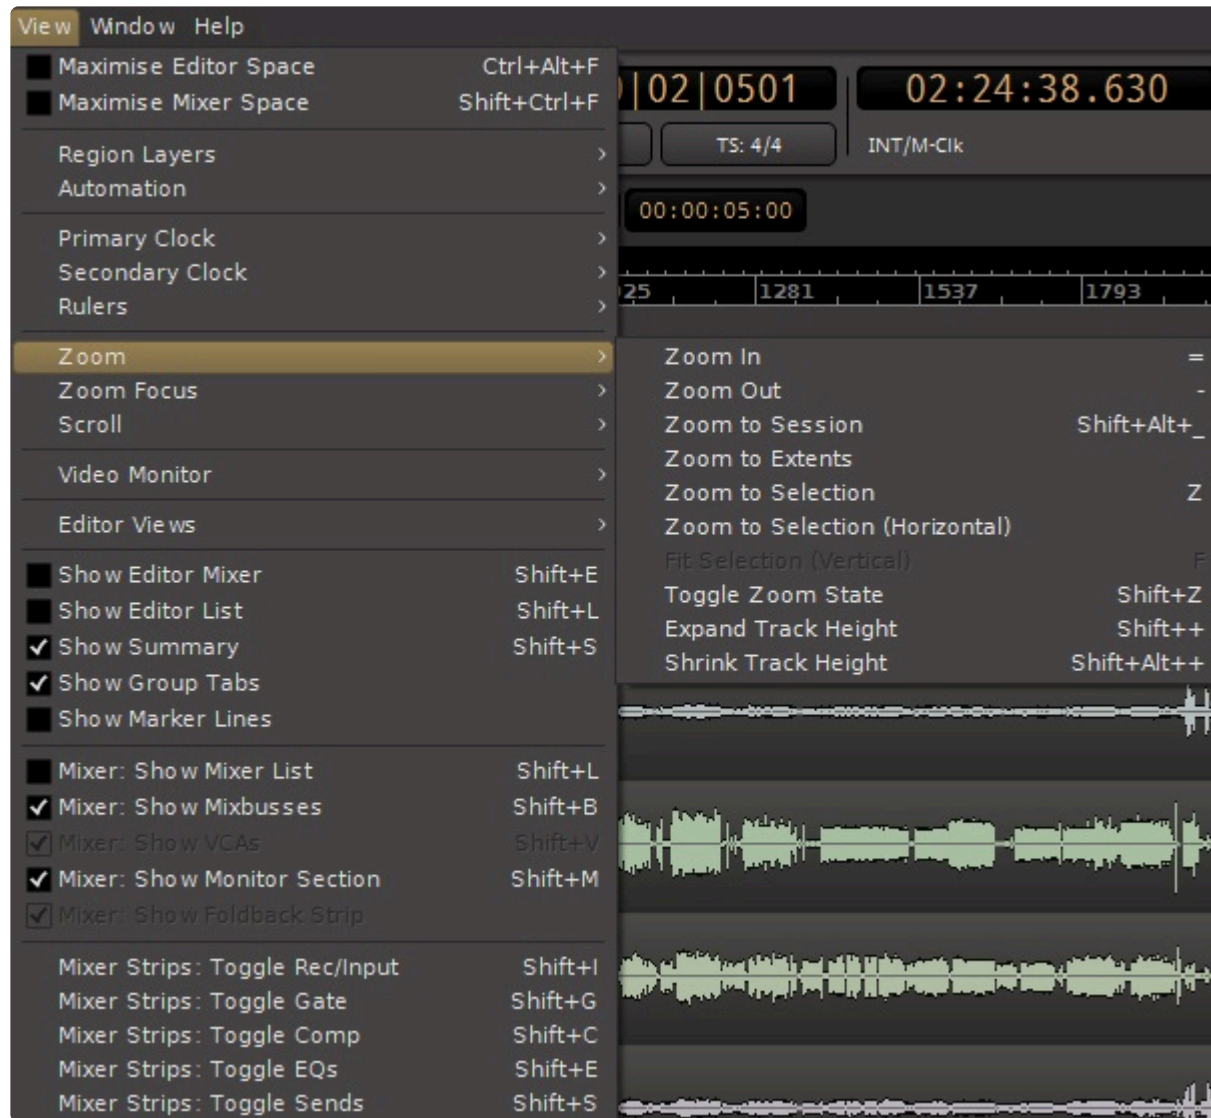 View Window Help
Maximise Editor Space Ctrl+Alt+F
Maximise Mixer Space Shift+Ctrl+F
|02|0501 02:24:38.630
TS: 4/4 INT/M-Clk
Region Layers
Automation
00:00:05:00
Primary Clock
Secondary Clock
Rulers
25 1281 1537 1793
Zoom
Zoom Focus
Scroll
Video Monitor
Editor Views
Zoom In =
Zoom Out -
Zoom to Session Shift+Alt+_
Zoom to Extents
Zoom to Selection Z
Zoom to Selection (Horizontal)
Fit Selection (Vertical) F
Toggle Zoom State Shift+Z
Expand Track Height Shift++
Shrink Track Height Shift+Alt++
Show Editor Mixer Shift+E
Show Editor List Shift+L
Show Summary Shift+S
Show Group Tabs
Show Marker Lines
Mixer: Show Mixer List Shift+L
Mixer: Show Mixbusses Shift+B
Mixer: Show VCAs Shift+V
Mixer: Show Monitor Section Shift+M
Mixer: Show Foldback Strip
Mixer Strips: Toggle Rec/Input Shift+I
Mixer Strips: Toggle Gate Shift+G
Mixer Strips: Toggle Comp Shift+C
Mixer Strips: Toggle EQs Shift+E
Mixer Strips: Toggle Sends Shift+S